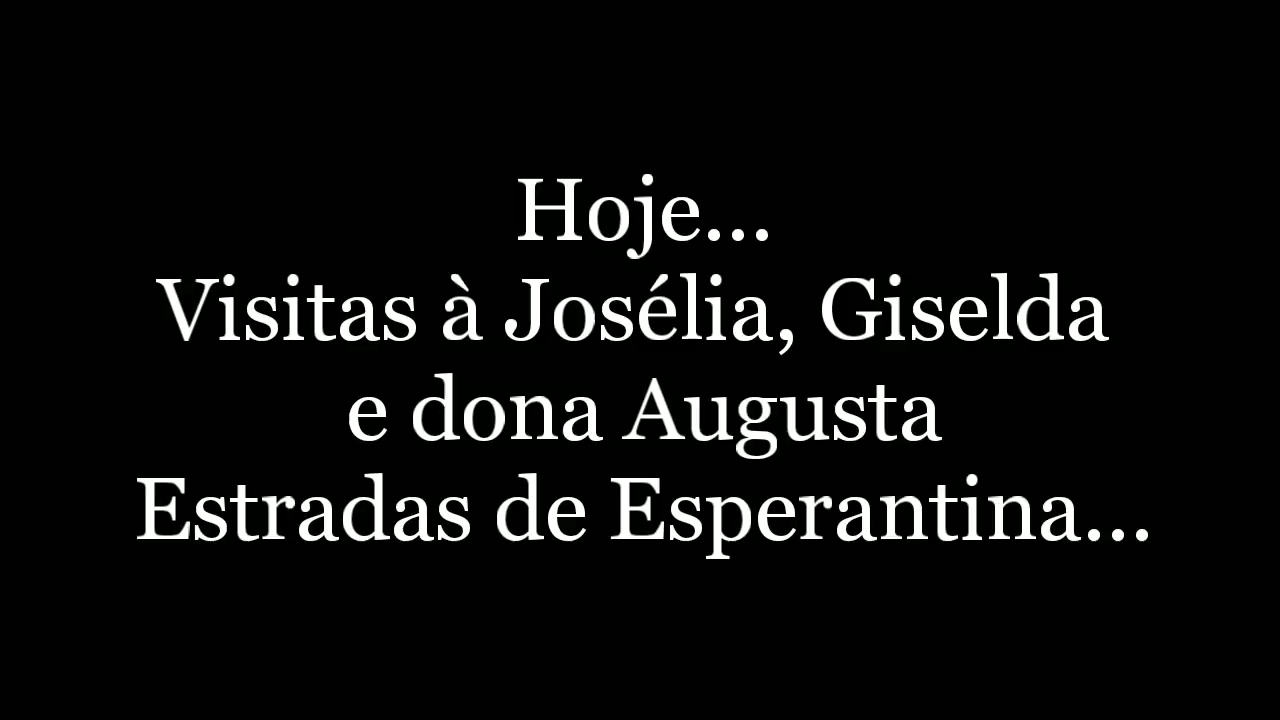 Hoje...
Visitas à Josélia, Giselda
e dona Augusta
Estradas de Esperantina...